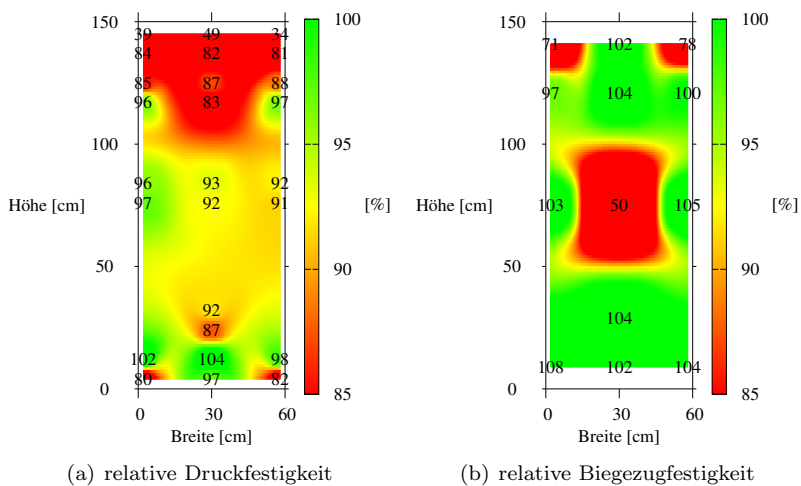 150 100 150 100
39 49 34 71 102 78
84 82 81
85 87 88
96 83 97 97 104 100
95 95
100 100
96 93 92
Höhe [cm] 97 92 91 [%] Höhe [cm] 103 50 105 [%]
50 90 50 90
92
87 104
102 104 98
80 97 82 108 102 104
0 85 0 85
0 30 60 0 30 60
Breite [cm] Breite [cm]
(a) relative Druckfestigkeit (b) relative Biegezugfestigkeit